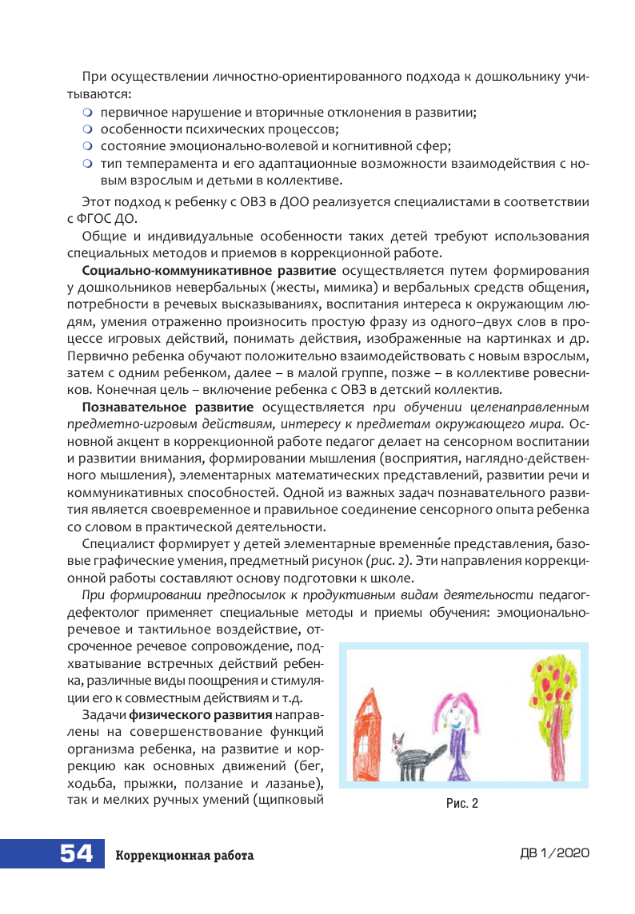 При осуществлении личностно-ориентированного подхода к дошкольнику учи-
тываются:
❍ первичное нарушение и вторичные отклонения в развитии;
❍ особенности психических процессов;
❍ состояние эмоционально-волевой и когнитивной сфер;
❍ тип темперамента и его адаптационные возможности взаимодействия с но-
вым взрослым и детьми в коллективе.
Этот подход к ребенку с ОВЗ в ДОО реализуется специалистами в соответствии
с ФГОС ДО.
Общие и индивидуальные особенности таких детей требуют использования
специальных методов и приемов в коррекционной работе.
Социально-коммуникативное развитие осуществляется путем формирования
у дошкольников невербальных (жесты, мимика) и вербальных средств общения,
потребности в речевых высказываниях, воспитания интереса к окружающим лю-
дям, умения отраженно произносить простую фразу из одного–двух слов в про-
цессе игровых действий, понимать действия, изображенные на картинках и др.
Первично ребенка обучают положительно взаимодействовать с новым взрослым,
затем с одним ребенком, далее – в малой группе, позже – в коллективе ровесни-
ков. Конечная цель – включение ребенка с ОВЗ в детский коллектив.
Познавательное развитие осуществляется при обучении целенаправленным
предметно-игровым действиям, интересу к предметам окружающего мира. Ос-
новной акцент в коррекционной работе педагог делает на сенсорном воспитании
и развитии внимания, формировании мышления (восприятия, наглядно-действен-
ного мышления), элементарных математических представлений, развитии речи и
коммуникативных способностей. Одной из важных задач познавательного разви-
тия является своевременное и правильное соединение сенсорного опыта ребенка
со словом в практической деятельности.
Специалист формирует у детей элементарные временны́е представления, базо-
вые графические умения, предметный рисунок (рис. 2). Эти направления коррекци-
онной работы составляют основу подготовки к школе.
При формировании предпосылок к продуктивным видам деятельности педагог-
дефектолог применяет специальные методы и приемы обучения: эмоционально-
речевое и тактильное воздействие, от-
сроченное речевое сопровождение, под-
хватывание встречных действий ребен-
ка, различные виды поощрения и стимуля-
ции его к совместным действиям и т.д.
Задачи физического развития направ-
лены на совершенствование функций
организма ребенка, на развитие и кор-
рекцию как основных движений (бег,
ходьба, прыжки, ползание и лазанье),
так и мелких ручных умений (щипковый
Рис. 2
54 Коррекционная работа
ДВ 1/2020